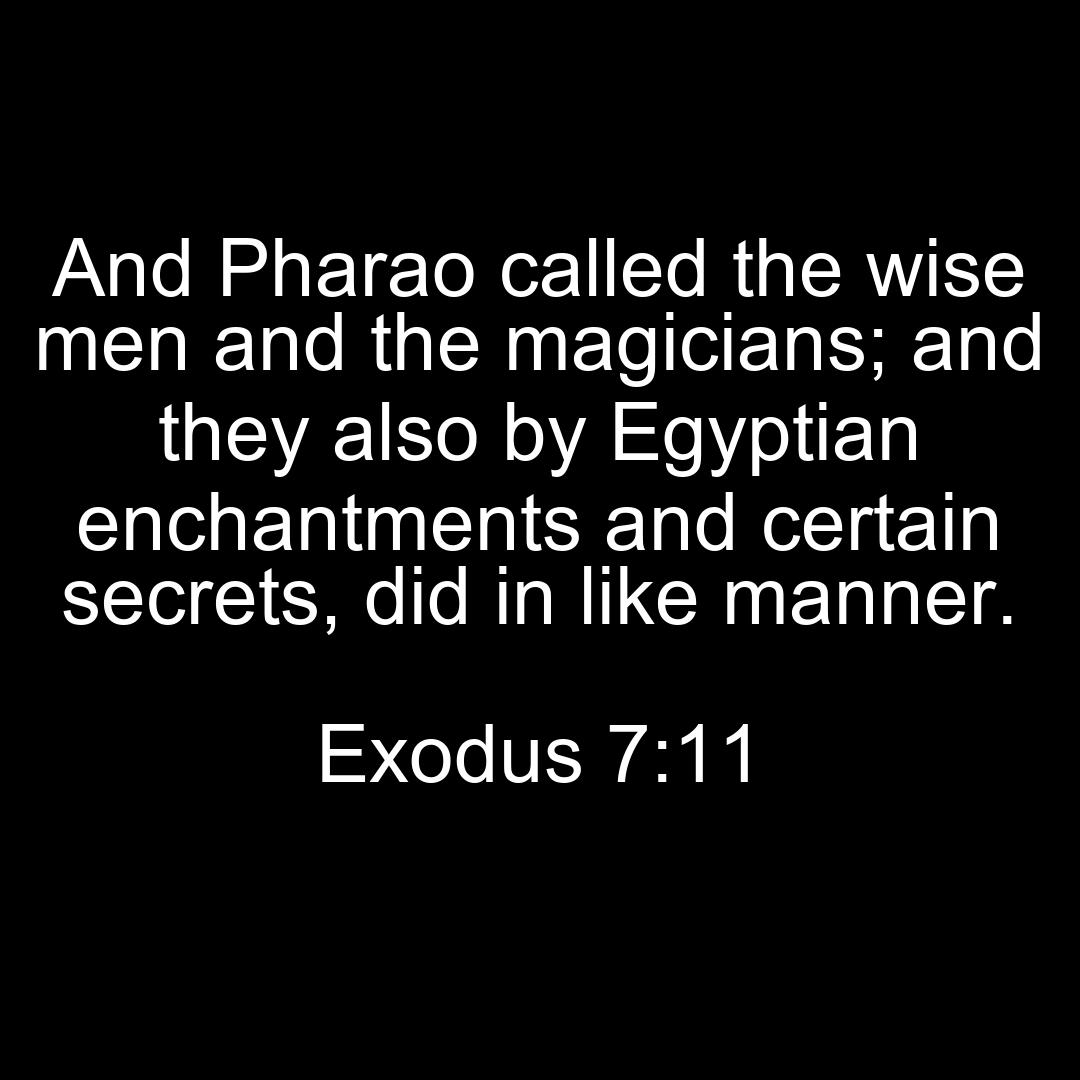 And Pharao called the wise
men and the magicians; and
they also by Egyptian
enchantments and certain
secrets, did in like manner.
Exodus 7:11